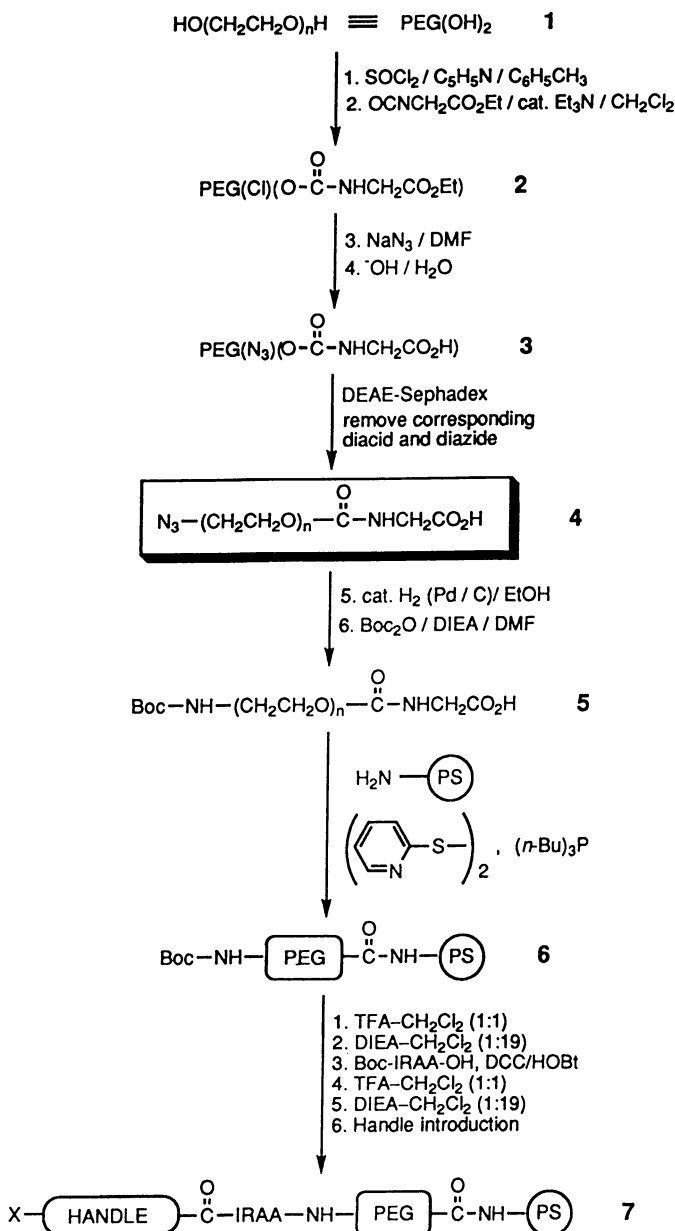 HO(CH₂CH₂O)ₙH ≡ PEG(OH)₂ 1
1. SOCl₂ / C₅H₅N / C₆H₅CH₃
2. OCNCH₂CO₂Et / cat. Et₃N / CH₂Cl₂
O
PEG(Cl)(O–C–NHCH₂CO₂Et) 2
3. NaN₃ / DMF
4. ⁻OH / H₂O
O
PEG(N₃)(O–C–NHCH₂CO₂H) 3
DEAE-Sephadex
remove corresponding
diacid and diazide
O
N₃–(CH₂CH₂O)ₙ–C–NHCH₂CO₂H 4
5. cat. H₂ (Pd / C)/ EtOH
6. Boc₂O / DIEA / DMF
O
Boc–NH–(CH₂CH₂O)ₙ–C–NHCH₂CO₂H 5
H₂N–PS
(N S–)₂ , (n-Bu)₃P
O
Boc–NH–PEG–C–NH–PS 6
1. TFA–CH₂Cl₂ (1:1)
2. DIEA–CH₂Cl₂ (1:19)
3. Boc-IRAA-OH, DCC/HOBt
4. TFA–CH₂Cl₂ (1:1)
5. DIEA–CH₂Cl₂ (1:19)
6. Handle introduction
O O
X–HANDLE–C–IRAA–NH–PEG–C–NH–PS 7